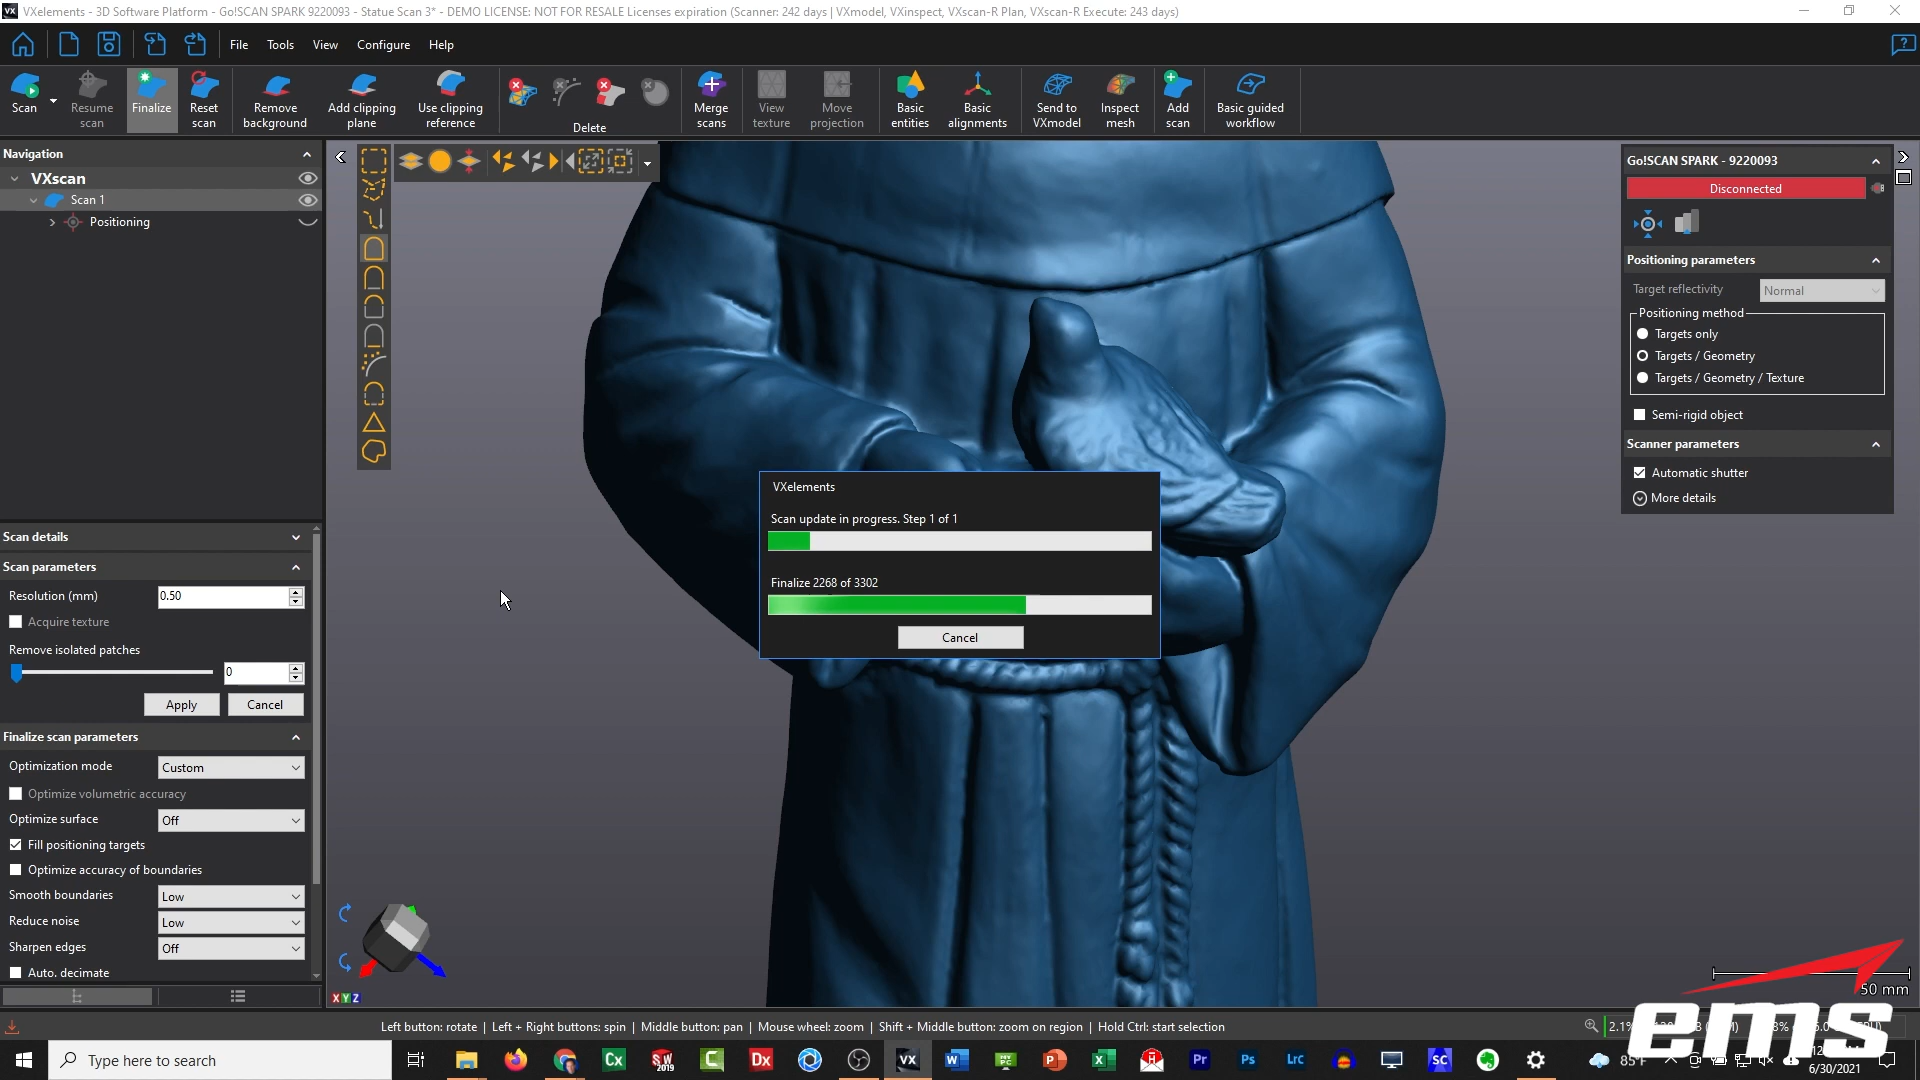 VXelements - 3D Software Platform - Go!SCAN SPARK 9220093 - Statue Scan 3* - DEMO LICENSE: NOT FOR RESALE Licenses expiration (Scanner: 242 days | VXmodel, VXinspect, VXscan-R Plan, VXscan-R Execute: 243 days)
File Tools View Configure Help
Scan
Resume scan
Finalize
Reset scan
Remove background
Add clipping plane
Use clipping reference
Delete
Merge scans
View texture
Move projection
Basic entities
Basic alignments
Send to VXmodel
Inspect mesh
Add scan
Basic guided workflow
Navigation
VXscan
Scan 1
Positioning
Scan details
Scan parameters
Resolution (mm) 0.50
Acquire texture
Remove isolated patches
0
Apply Cancel
Finalize scan parameters
Optimization mode Custom
Optimize volumetric accuracy
Optimize surface Off
Fill positioning targets
Optimize accuracy of boundaries
Smooth boundaries Low
Reduce noise Low
Sharpen edges Off
Auto. decimate
VXelements
Scan update in progress. Step 1 of 1
Finalize 2268 of 3302
Cancel
Go!SCAN SPARK - 9220093
Disconnected
Positioning parameters
Target reflectivity Normal
Positioning method
Targets only
Targets / Geometry
Targets / Geometry / Texture
Semi-rigid object
Scanner parameters
Automatic shutter
More details
XYZ
50 mm
ems
Left button: rotate | Left + Right buttons: spin | Middle button: pan | Mouse wheel: zoom | Shift + Middle button: zoom on region | Hold Ctrl: start selection
Type here to search
85°F
6/30/2021